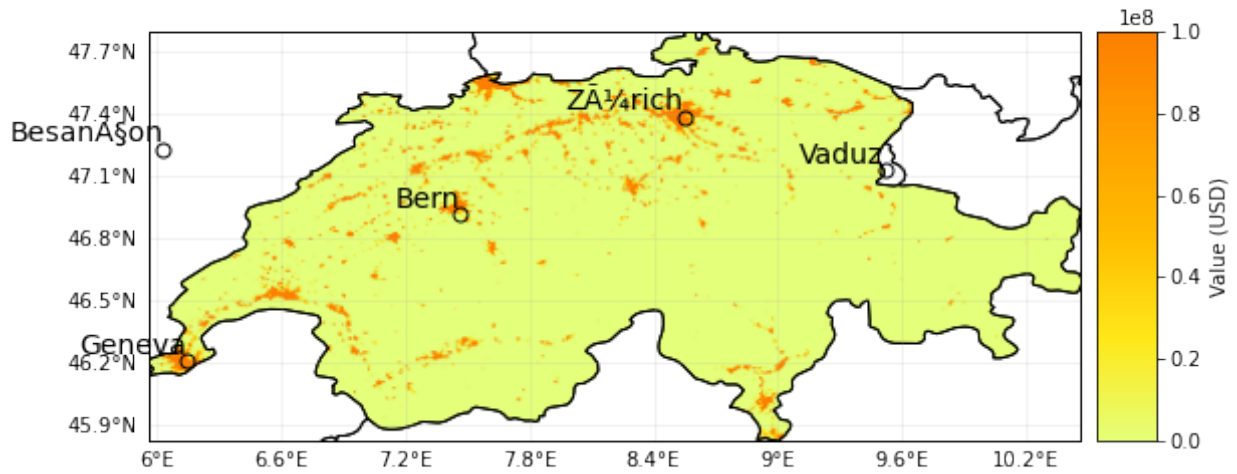 1e8
47.7°N
47.4°N
47.1°N
46.8°N
46.5°N
46.2°N
45.9°N
BesanÃ§on
ZÃ¼rich
Vaduz
Bern
Geneva
6°E
6.6°E
7.2°E
7.8°E
8.4°E
9°E
9.6°E
10.2°E
1.0
0.8
0.6
0.4
0.2
0.0
Value (USD)